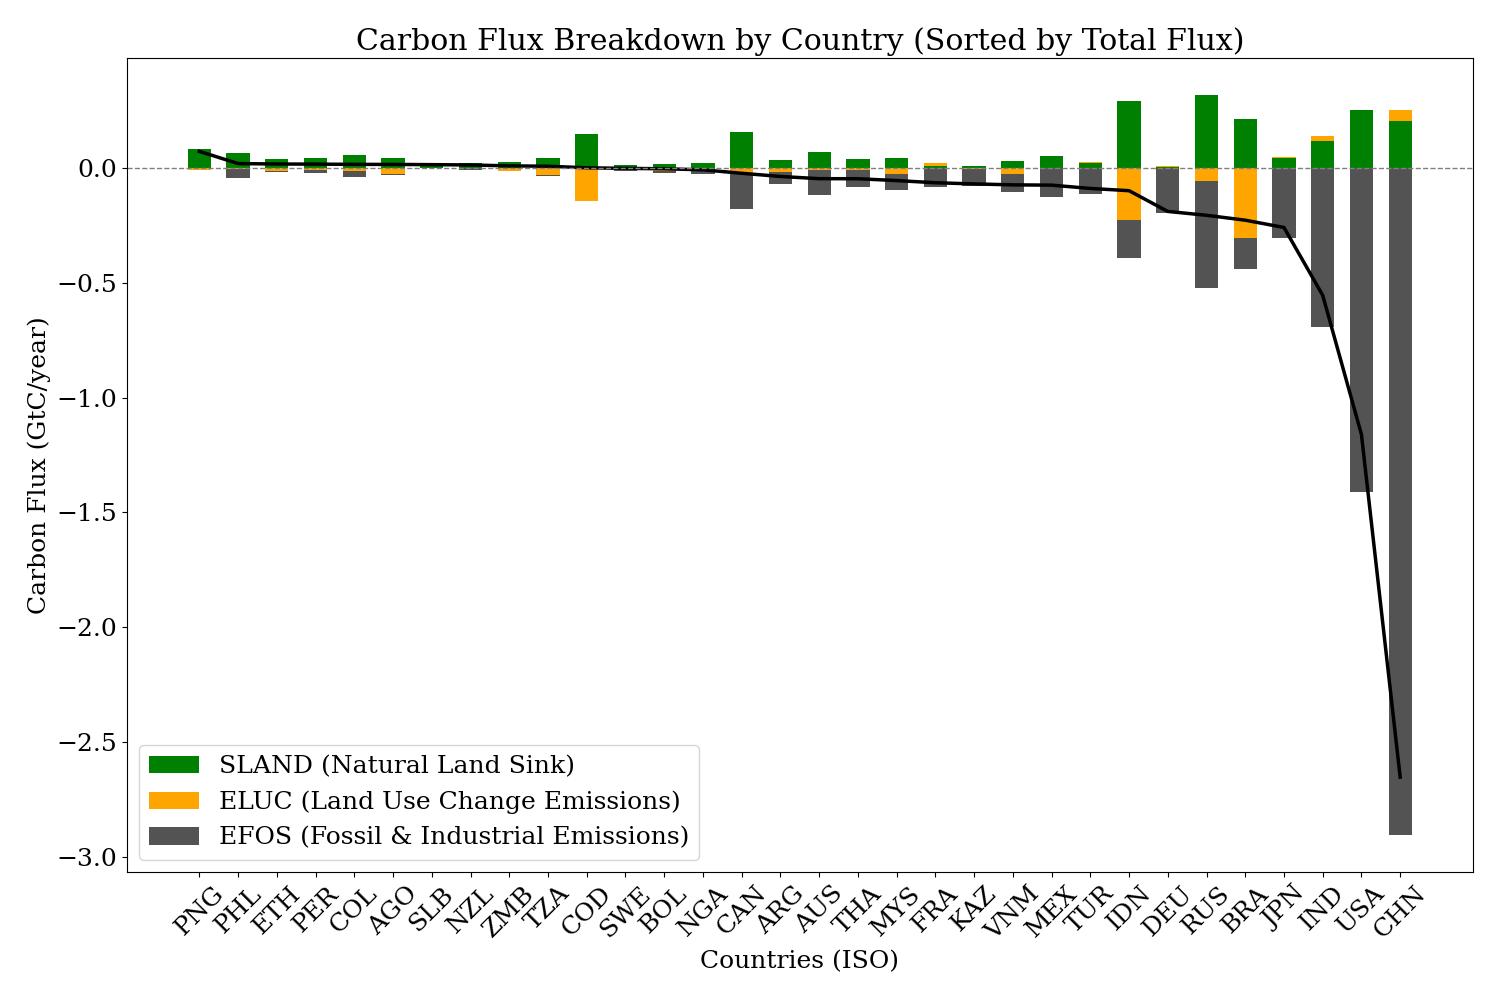 Carbon Flux Breakdown by Country (Sorted by Total Flux)
Carbon Flux (GtC/year)
0.0
−0.5
−1.0
−1.5
−2.0
−2.5
−3.0
SLAND (Natural Land Sink)
ELUC (Land Use Change Emissions)
EFOS (Fossil & Industrial Emissions)
PNG PHL ETH PER COL AGO SLB NZL ZMB TZA COD SWE BOL NGA CAN ARG AUS THA MYS FRA KAZ VNM MEX TUR IDN DEU RUS BRA JPN IND USA CHN
Countries (ISO)